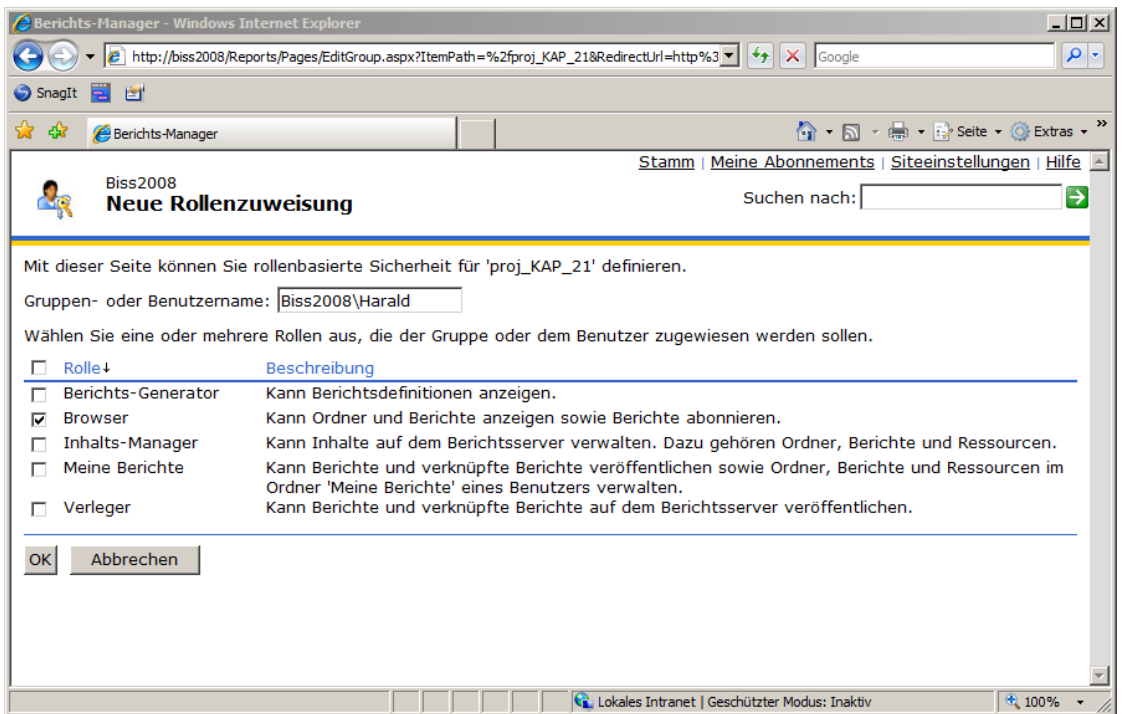 Berichts-Manager - Windows Internet Explorer
http://biss2008/Reports/Pages/EditGroup.aspx?ItemPath=%2fproj_KAP_21&RedirectUrl=http%3
Google
SnagIt
Berichts-Manager
Seite
Extras
»
Stamm | Meine Abonnements | Siteeinstellungen | Hilfe
Biss2008
Neue Rollenzuweisung
Suchen nach:
Mit dieser Seite können Sie rollenbasierte Sicherheit für 'proj_KAP_21' definieren.
Gruppen- oder Benutzername: Biss2008\Harald
Wählen Sie eine oder mehrere Rollen aus, die der Gruppe oder dem Benutzer zugewiesen werden sollen.
Rolle↓ Beschreibung
Berichts-Generator Kann Berichtsdefinitionen anzeigen.
Browser Kann Ordner und Berichte anzeigen sowie Berichte abonnieren.
Inhalts-Manager Kann Inhalte auf dem Berichtsserver verwalten. Dazu gehören Ordner, Berichte und Ressourcen.
Meine Berichte Kann Berichte und verknüpfte Berichte veröffentlichen sowie Ordner, Berichte und Ressourcen im
Ordner 'Meine Berichte' eines Benutzers verwalten.
Verleger Kann Berichte und verknüpfte Berichte auf dem Berichtsserver veröffentlichen.
OK Abbrechen
Lokales Intranet | Geschützter Modus: Inaktiv
100%